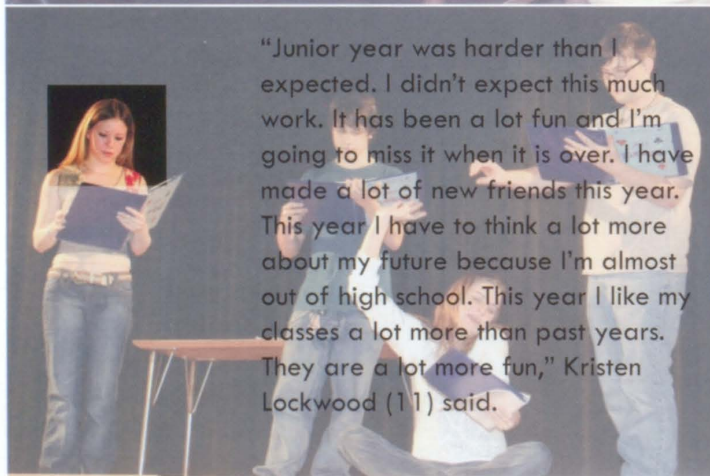 “Junior year was harder than I
expected. I didn't expect this much
work. It has been a lot fun and I'm
going to miss it when it is over. I have
made a lot of new friends this year.
This year I have to think a lot more
about my future because I'm almost
out of high school. This year I like my
classes a lot more than past years.
They are a lot more fun,” Kristen
Lockwood (11) said.